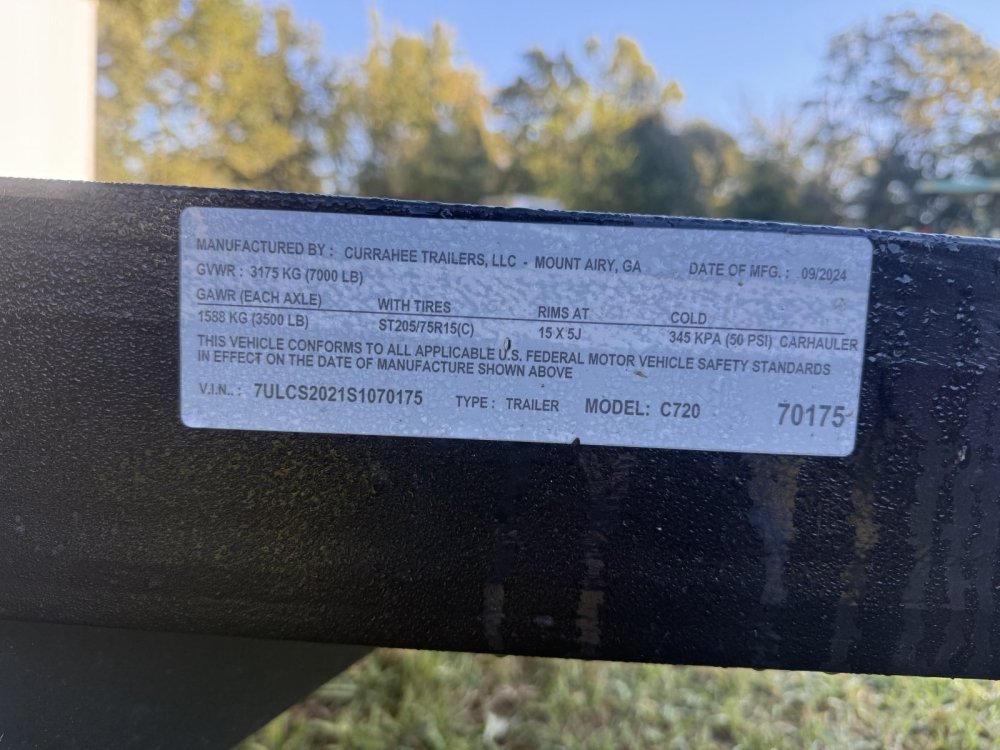 MANUFACTURED BY : CURRAHEE TRAILERS, LLC - MOUNT AIRY, GA DATE OF MFG. : 09/2024
GVWR : 3175 KG (7000 LB)
GAWR (EACH AXLE) WITH TIRES RIMS AT COLD
1588 KG (3500 LB) ST205/75R15(C) 15 X 5J 345 KPA (50 PSI) CARHAULER
THIS VEHICLE CONFORMS TO ALL APPLICABLE U.S. FEDERAL MOTOR VEHICLE SAFETY STANDARDS
IN EFFECT ON THE DATE OF MANUFACTURE SHOWN ABOVE
V.I.N.. : 7ULCS2021S1070175 TYPE : TRAILER MODEL: C720 70175